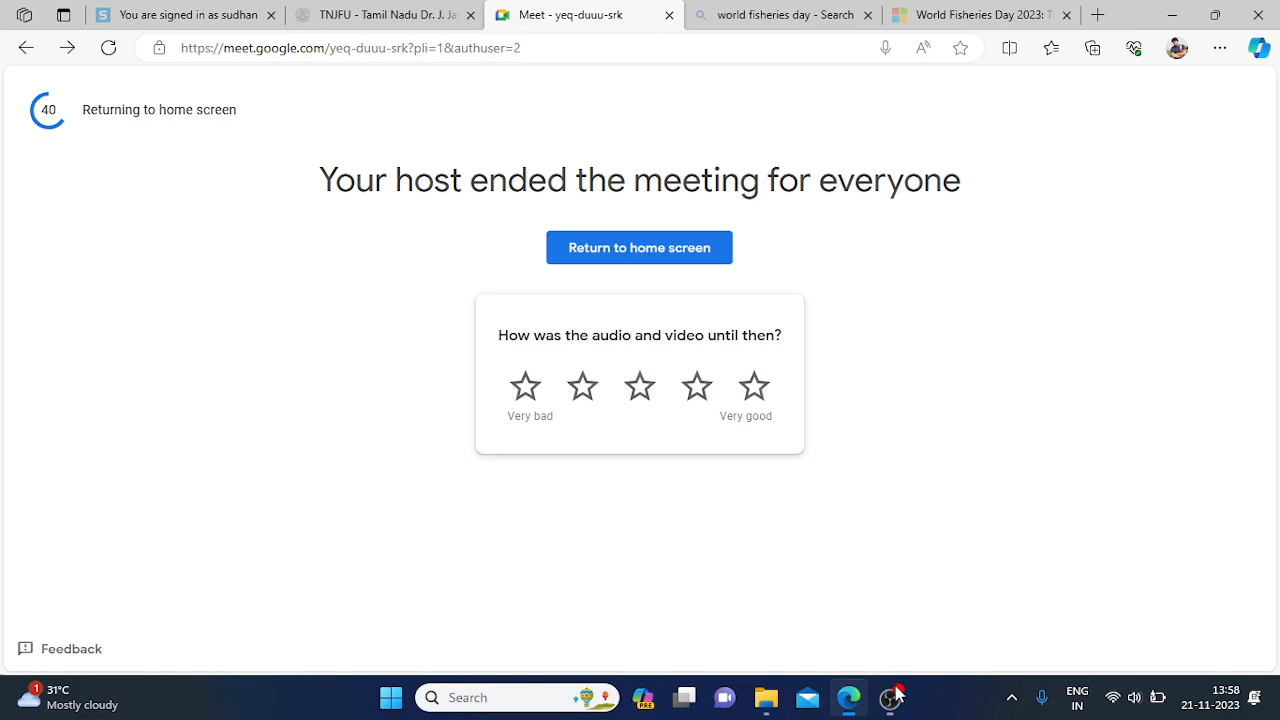 You are signed in as sudhan
TNJFU - Tamil Nadu Dr. J. Ja
Meet - yeq-duuu-srk
world fisheries day - Search
World Fisheries Day 2023: T
https://meet.google.com/yeq-duuu-srk?pli=1&authuser=2
40
Returning to home screen
Your host ended the meeting for everyone
Return to home screen
How was the audio and video until then?
Very bad
Very good
Feedback
1
31°C
Mostly cloudy
Search
PRE
ENG
IN
13:58
21-11-2023